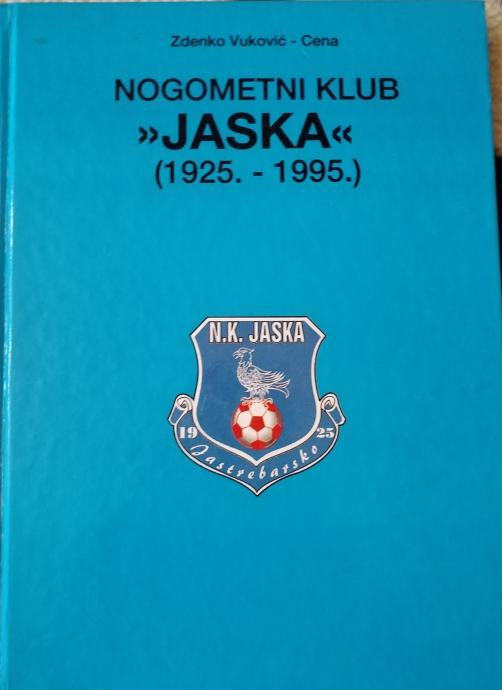 Zdenko Vuković - Cena
NOGOMETNI KLUB
»JASKA«
(1925. - 1995.)
N.K. JASKA
19 25
Jastrebarsko